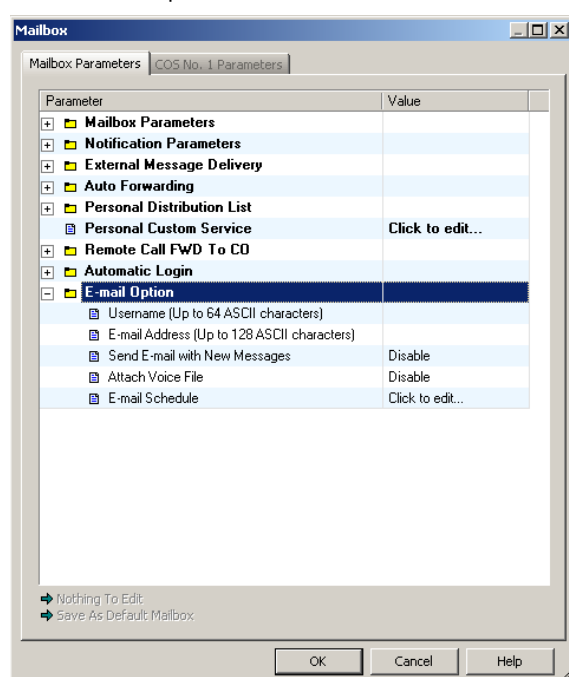 Mailbox
Mailbox Parameters COS No. 1 Parameters
Parameter Value
Mailbox Parameters
Notification Parameters
External Message Delivery
Auto Forwarding
Personal Distribution List
Personal Custom Service Click to edit...
Remote Call FWD To CO
Automatic Login
E-mail Option
Username (Up to 64 ASCII characters)
E-mail Address (Up to 128 ASCII characters)
Send E-mail with New Messages Disable
Attach Voice File Disable
E-mail Schedule Click to edit...
Nothing To Edit
Save As Default Mailbox
OK Cancel Help